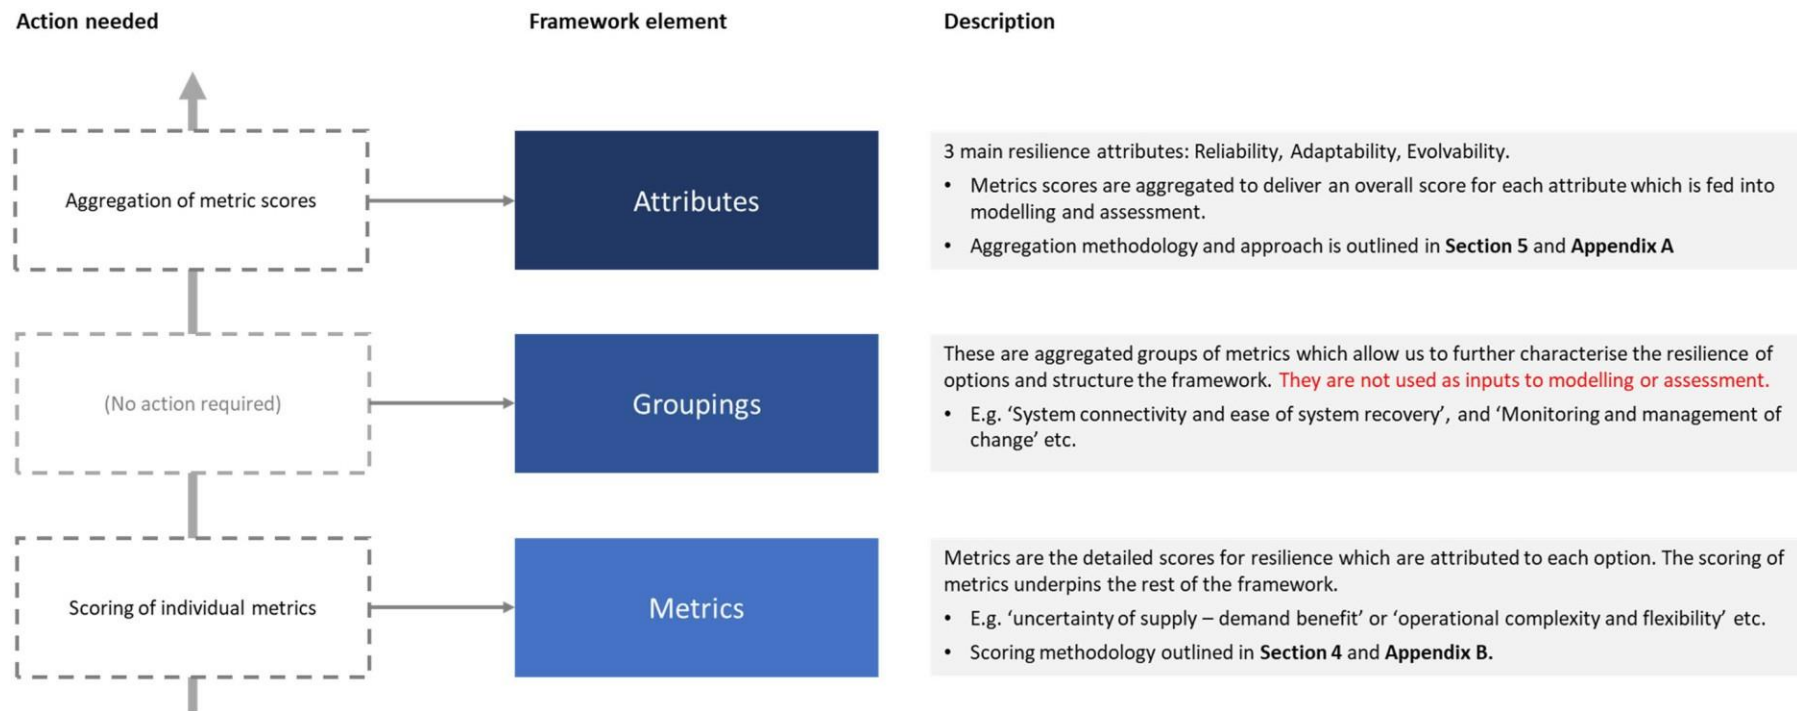 Action needed
Framework element
Description
Aggregation of metric scores
Attributes
3 main resilience attributes: Reliability, Adaptability, Evolvability.
• Metrics scores are aggregated to deliver an overall score for each attribute which is fed into
modelling and assessment.
• Aggregation methodology and approach is outlined in Section 5 and Appendix A
(No action required)
Groupings
These are aggregated groups of metrics which allow us to further characterise the resilience of
options and structure the framework. They are not used as inputs to modelling or assessment.
• E.g. ‘System connectivity and ease of system recovery’, and ‘Monitoring and management of
change’ etc.
Scoring of individual metrics
Metrics
Metrics are the detailed scores for resilience which are attributed to each option. The scoring of
metrics underpins the rest of the framework.
• E.g. ‘uncertainty of supply – demand benefit’ or ‘operational complexity and flexibility’ etc.
• Scoring methodology outlined in Section 4 and Appendix B.